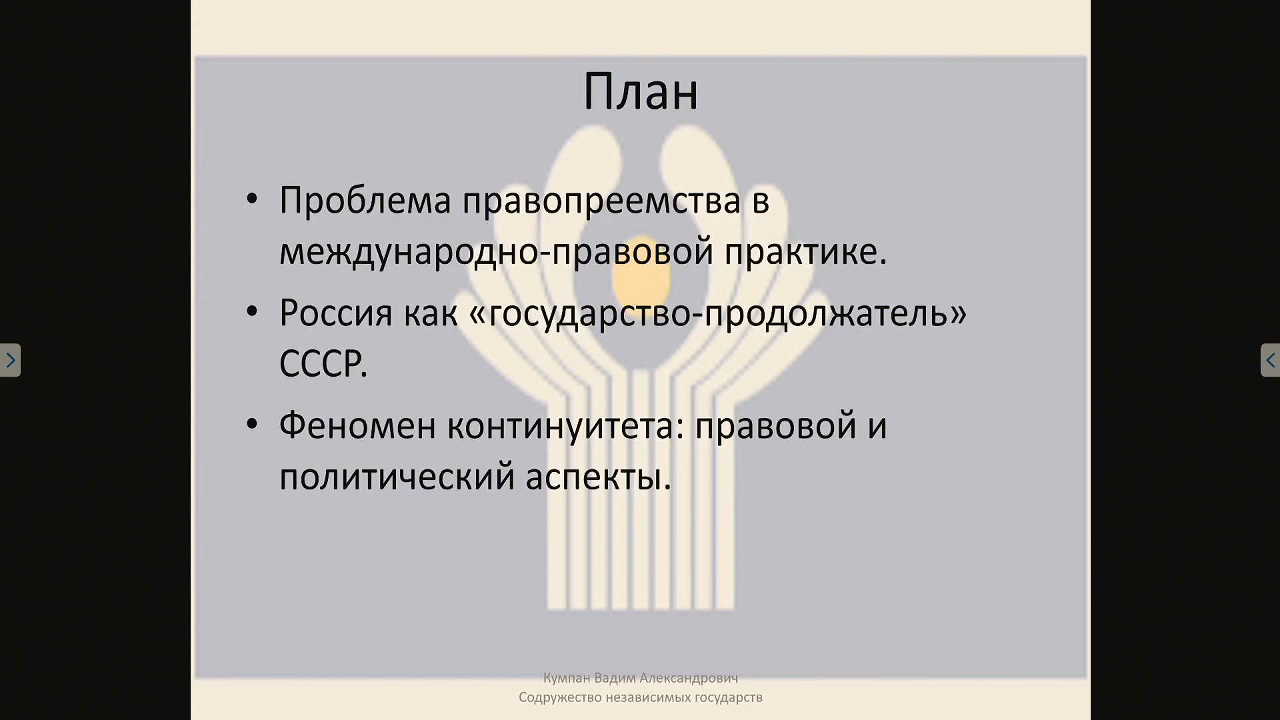 План
• Проблема правопреемства в
международно-правовой практике.
• Россия как «государство-продолжатель»
СССР.
• Феномен континуитета: правовой и
политический аспекты.
Кумпан Вадим Александрович
Содружество независимых государств